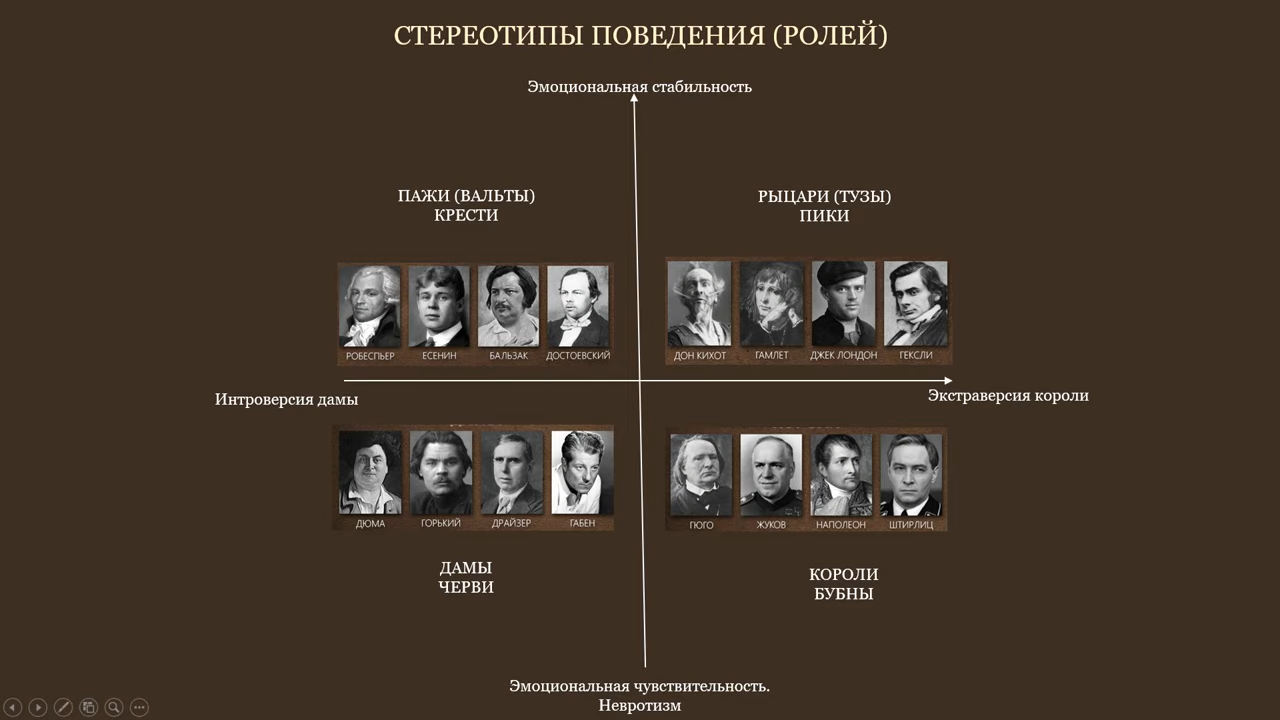 СТЕРЕОТИПЫ ПОВЕДЕНИЯ (РОЛЕЙ)
Эмоциональная стабильность
ПАЖИ (ВАЛЬТЫ)
КРЕСТИ
РЫЦАРИ (ТУЗЫ)
ПИКИ
РОБЕСПЬЕР ЕСЕНИН БАЛЬЗАК ДОСТОЕВСКИЙ
ДОН КИХОТ ГАМЛЕТ ДЖЕК ЛОНДОН ГЕКСЛИ
Интроверсия дамы
Экстраверсия короли
ДЮМА ГОРЬКИЙ ДРАЙЗЕР ГАБЕН
ГЮГО ЖУКОВ НАПОЛЕОН ШТИРЛИЦ
ДАМЫ
ЧЕРВИ
КОРОЛИ
БУБНЫ
Эмоциональная чувствительность.
Невротизм